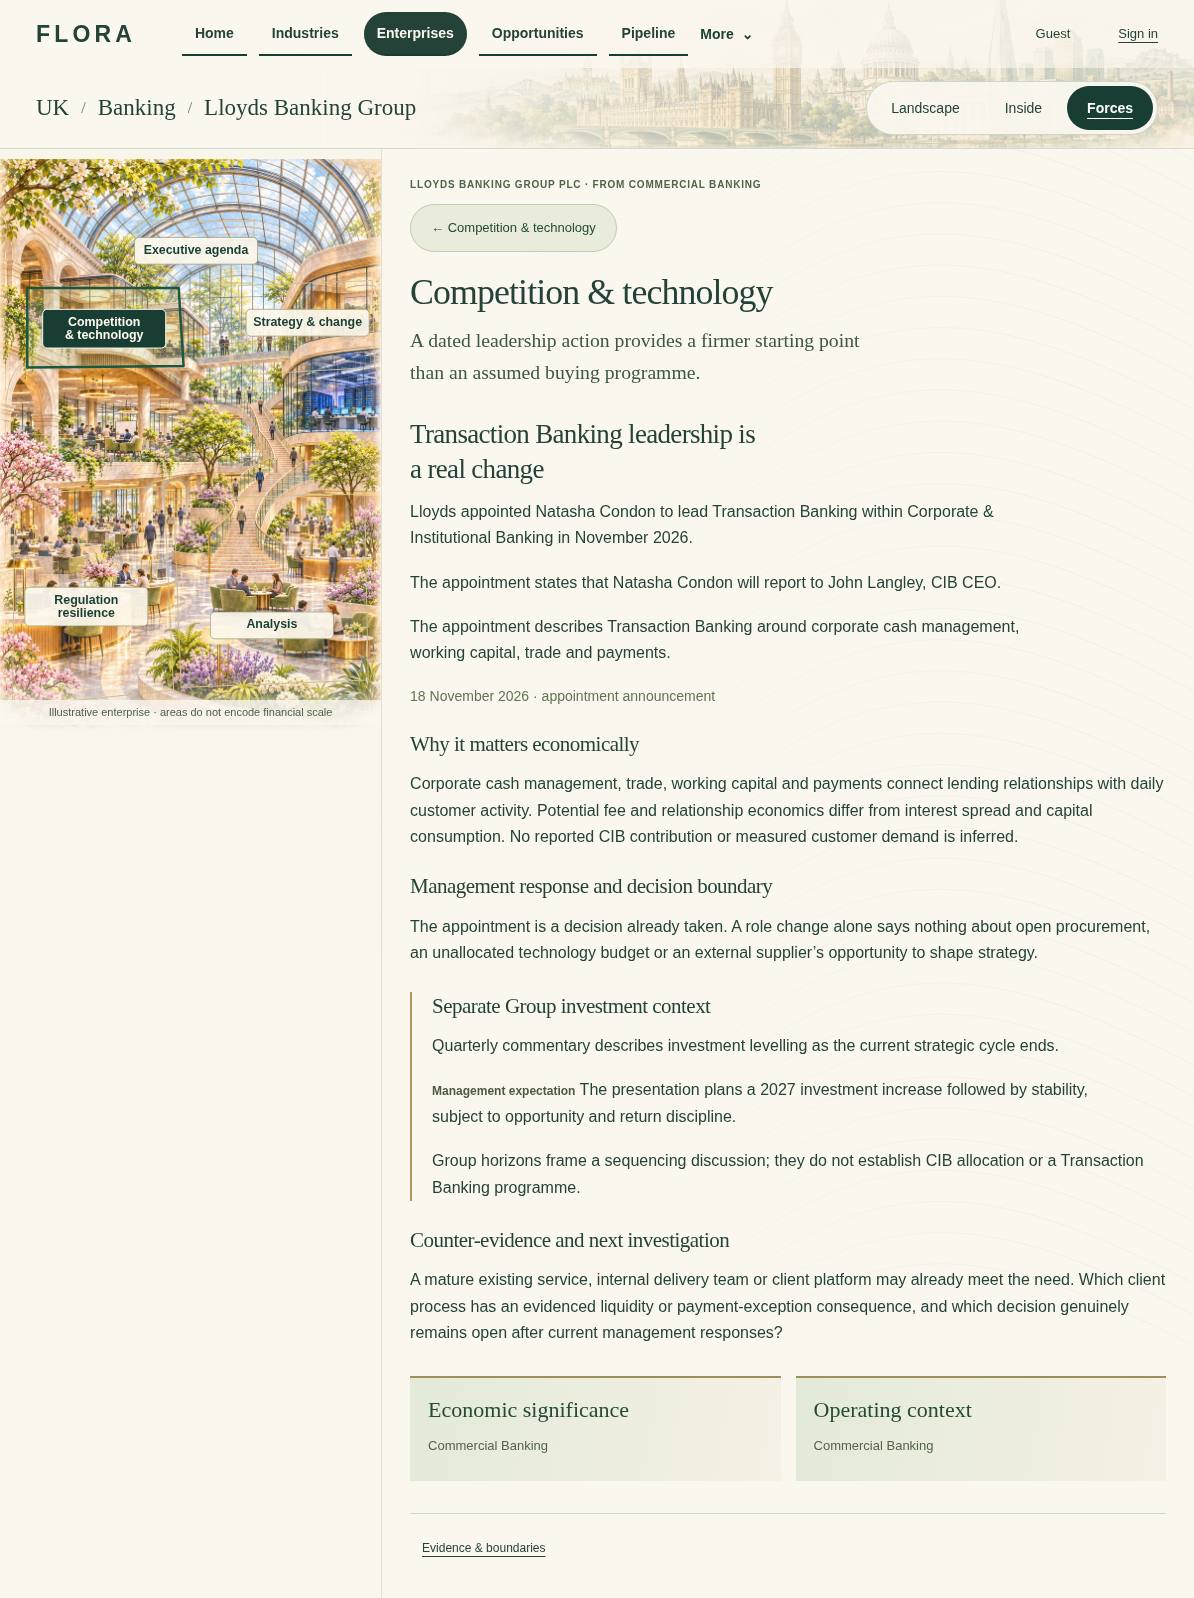 FLORA
Home
Industries
Enterprises
Opportunities
Pipeline
More
Guest
Sign in
UK / Banking / Lloyds Banking Group
Landscape
Inside
Forces
Executive agenda
Competition
& technology
Strategy & change
Regulation
resilience
Analysis
Illustrative enterprise · areas do not encode financial scale
LLOYDS BANKING GROUP PLC · FROM COMMERCIAL BANKING
← Competition & technology
Competition & technology
A dated leadership action provides a firmer starting point
than an assumed buying programme.
Transaction Banking leadership is
a real change
Lloyds appointed Natasha Condon to lead Transaction Banking within Corporate &
Institutional Banking in November 2026.
The appointment states that Natasha Condon will report to John Langley, CIB CEO.
The appointment describes Transaction Banking around corporate cash management,
working capital, trade and payments.
18 November 2026 · appointment announcement
Why it matters economically
Corporate cash management, trade, working capital and payments connect lending relationships with daily
customer activity. Potential fee and relationship economics differ from interest spread and capital
consumption. No reported CIB contribution or measured customer demand is inferred.
Management response and decision boundary
The appointment is a decision already taken. A role change alone says nothing about open procurement,
an unallocated technology budget or an external supplier’s opportunity to shape strategy.
Separate Group investment context
Quarterly commentary describes investment levelling as the current strategic cycle ends.
Management expectation The presentation plans a 2027 investment increase followed by stability,
subject to opportunity and return discipline.
Group horizons frame a sequencing discussion; they do not establish CIB allocation or a Transaction
Banking programme.
Counter-evidence and next investigation
A mature existing service, internal delivery team or client platform may already meet the need. Which client
process has an evidenced liquidity or payment-exception consequence, and which decision genuinely
remains open after current management responses?
Economic significance
Commercial Banking
Operating context
Commercial Banking
Evidence & boundaries